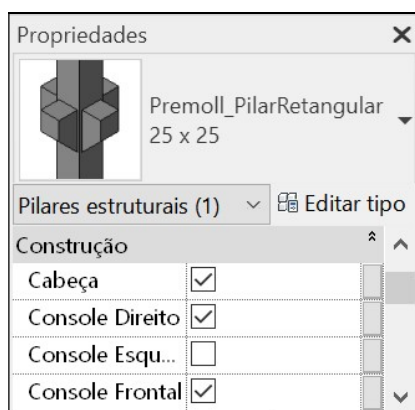 Propriedades
Premoll_PilarRetangular
25 x 25
Pilares estruturais (1) Editar tipo
Construção
Cabeça
Console Direito
Console Esqu...
Console Frontal